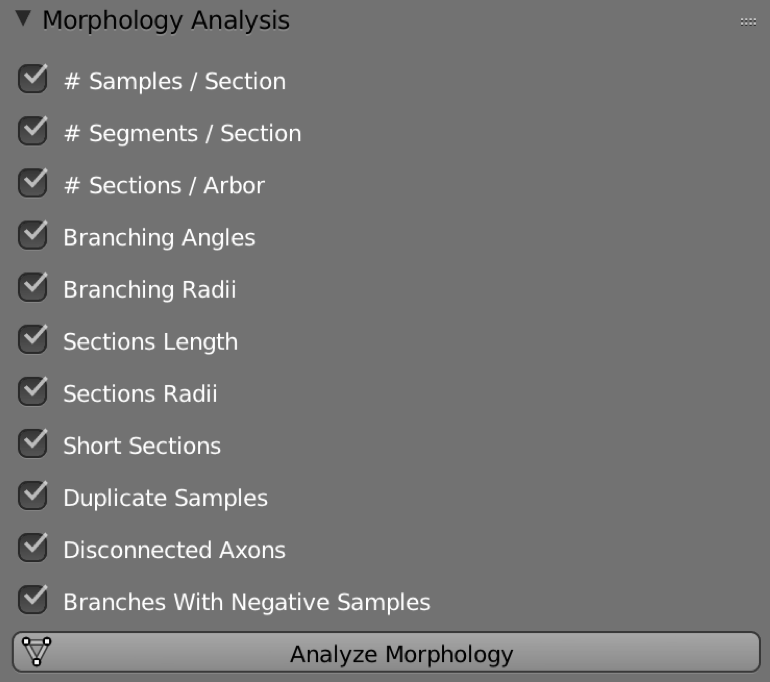 Morphology Analysis
# Samples / Section
# Segments / Section
# Sections / Arbor
Branching Angles
Branching Radii
Sections Length
Sections Radii
Short Sections
Duplicate Samples
Disconnected Axons
Branches With Negative Samples
Analyze Morphology